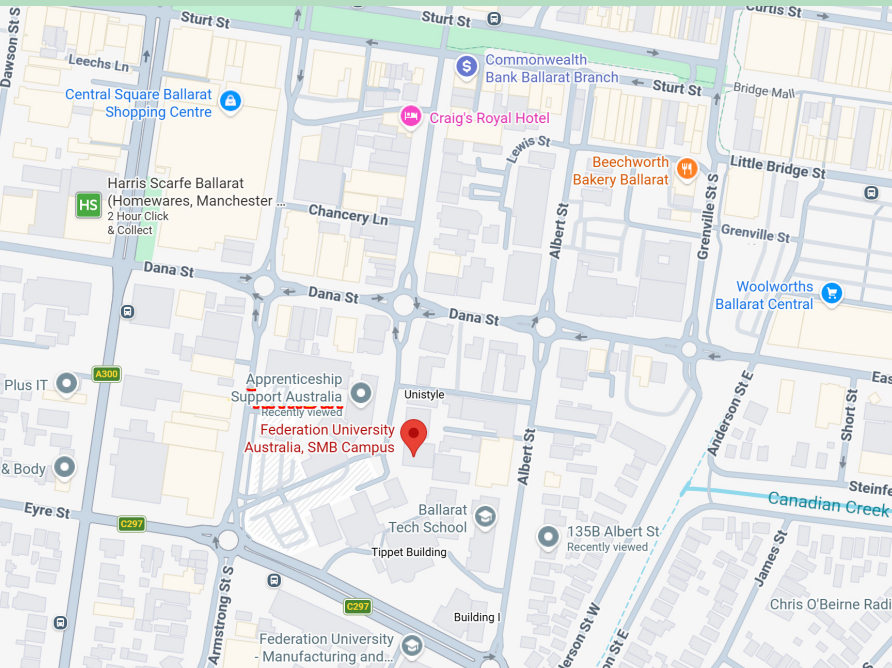 Sturt St
Sturt St
Curtis St
Dawson St S
Leechs Ln
Commonwealth
Bank Ballarat Branch
Sturt St
Bridge Mall
Central Square Ballarat
Shopping Centre
Craig's Royal Hotel
Lewis St
Beechworth
Bakery Ballarat
Little Bridge St
HS
Harris Scarfe Ballarat
(Homewares, Manchester ...
2 Hour Click
& Collect
Chancery Ln
Albert St
Grenville St S
Grenville St
Dana St
Dana St
Dana St
Woolworths
Ballarat Central
A300
Plus IT
Apprenticeship
Support Australia
Recently viewed
Unistyle
Anderson St E
Short St
Federation University
Australia, SMB Campus
Albert St
& Body
Canadian Creek
Eyre St
C297
Ballarat
Tech School
135B Albert St
Recently viewed
Tippet Building
James St
C297
Armstrong St S
Building I
Chris O'Beirne Radi
Federation University
- Manufacturing and...